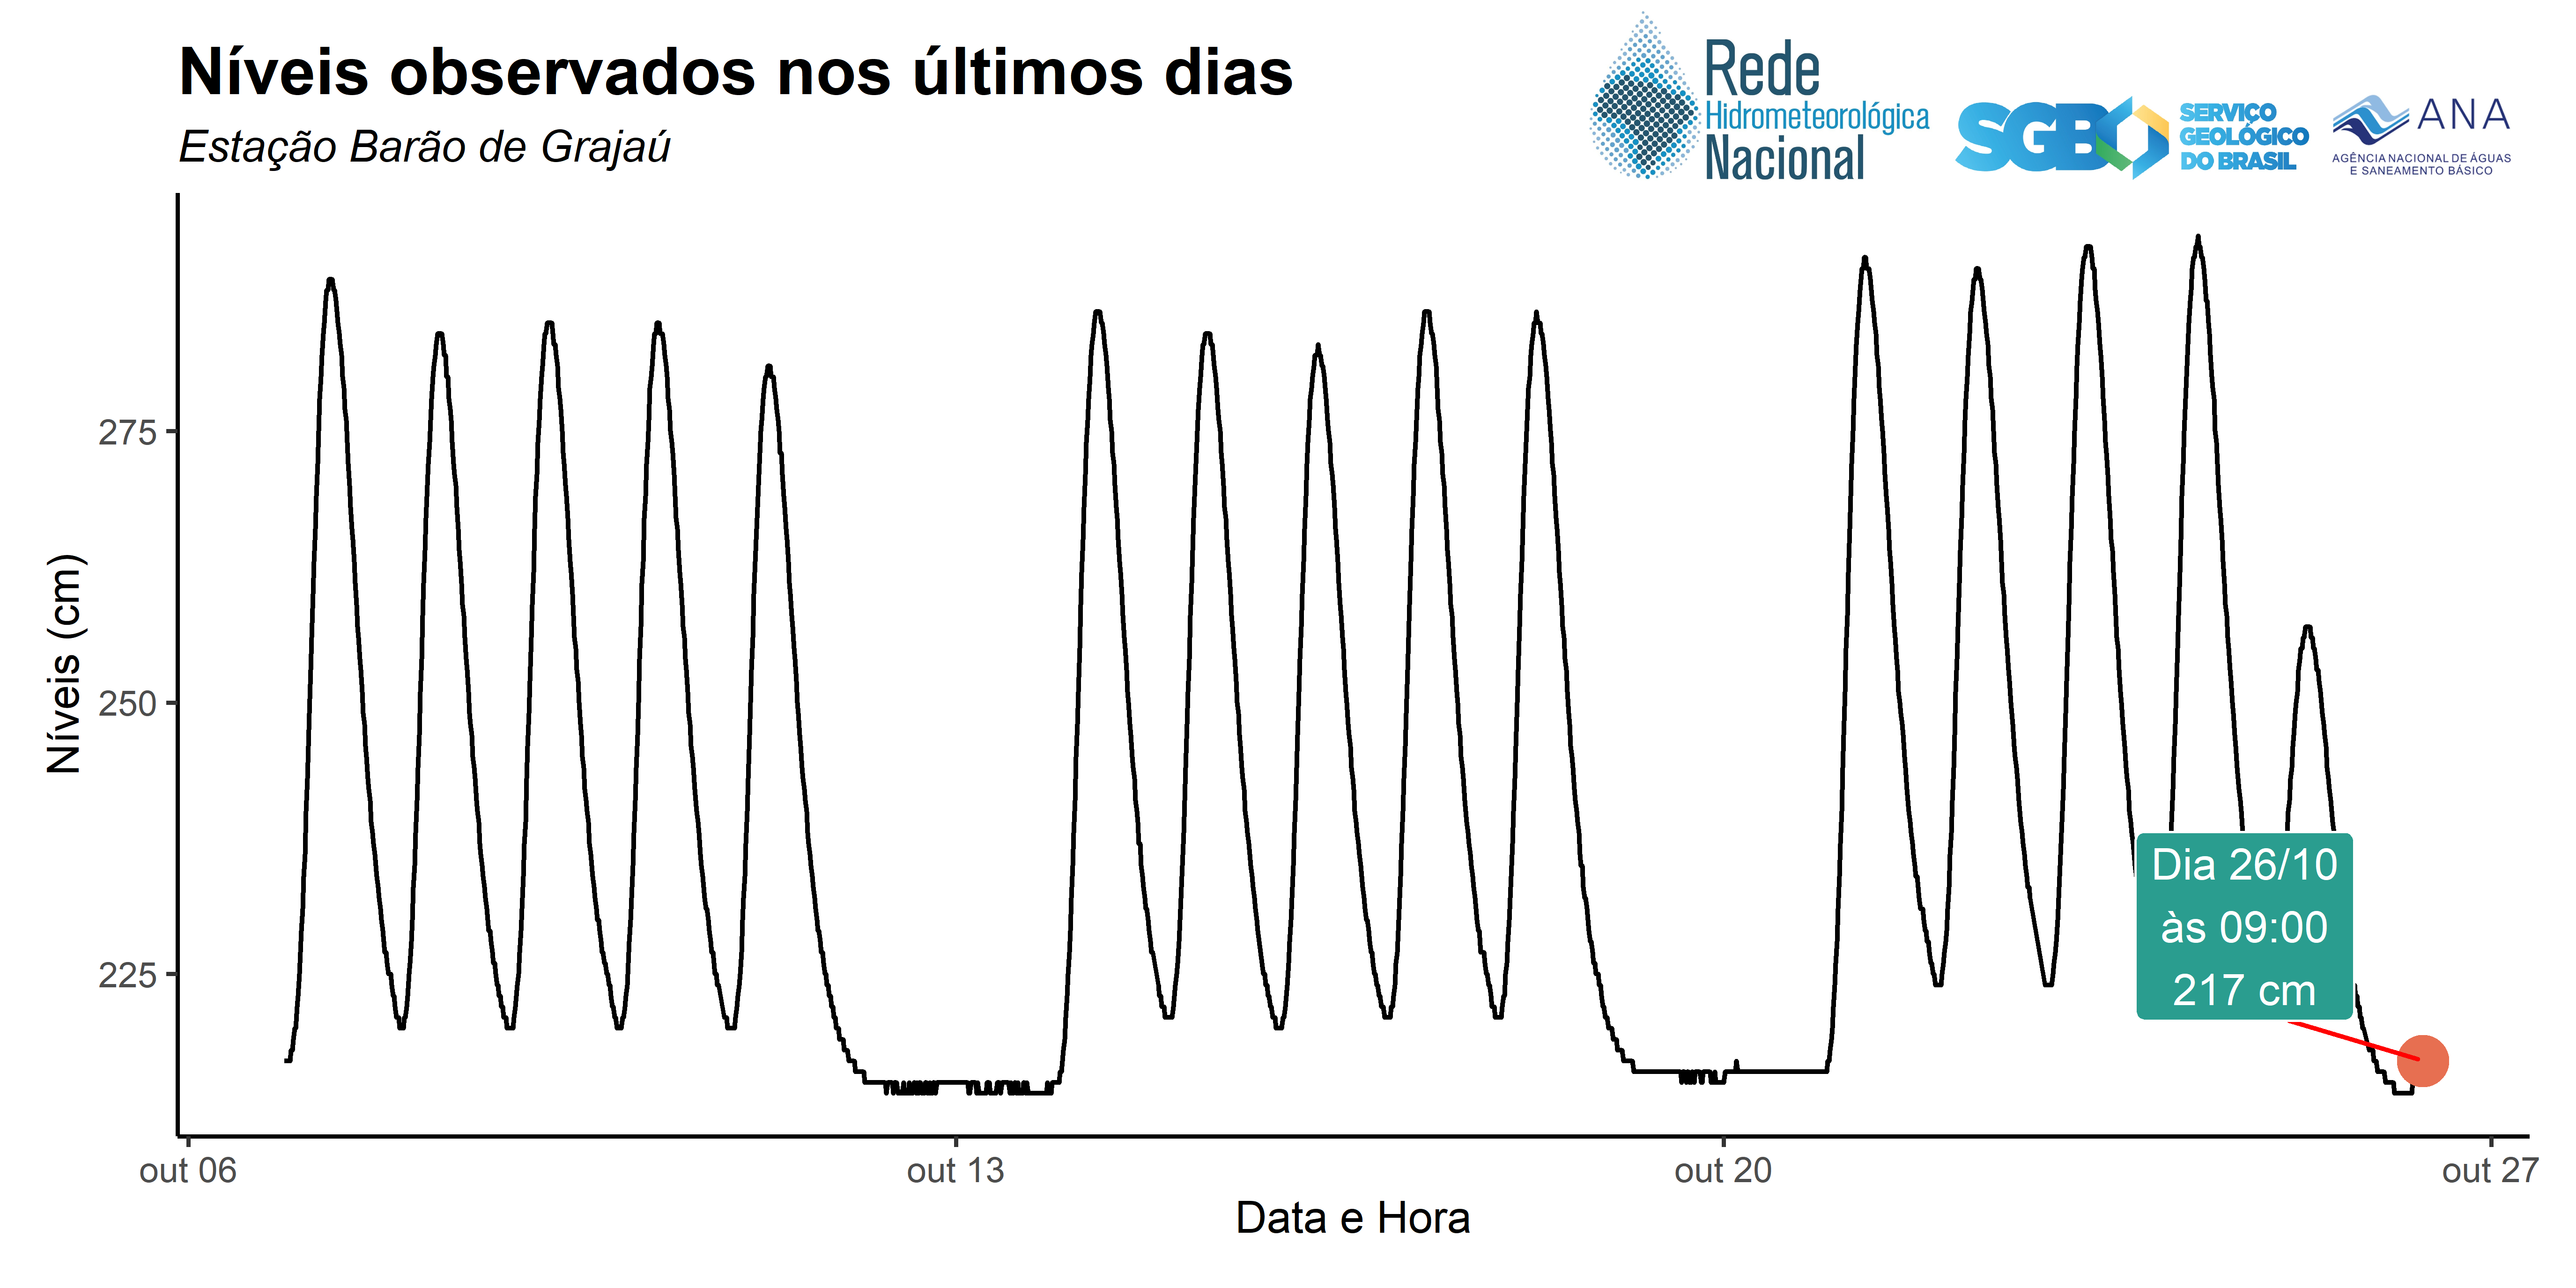 Níveis observados nos últimos dias
Estação Barão de Grajaú
Rede
Hidrometeorológica
Nacional
SGB
SERVIÇO
GEOLÓGICO
DO BRASIL
ANA
AGÊNCIA NACIONAL DE ÁGUAS
E SANEAMENTO BÁSICO
Níveis (cm)
275
250
225
Dia 26/10
às 09:00
217 cm
out 06
out 13
out 20
out 27
Data e Hora